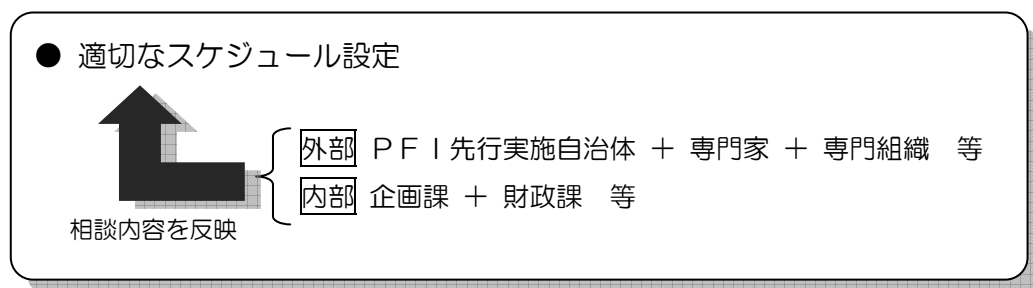 ● 適切なスケジュール設定
外部 ＰＦＩ先行実施自治体 ＋ 専門家 ＋ 専門組織　等
内部 企画課 ＋ 財政課　等
相談内容を反映